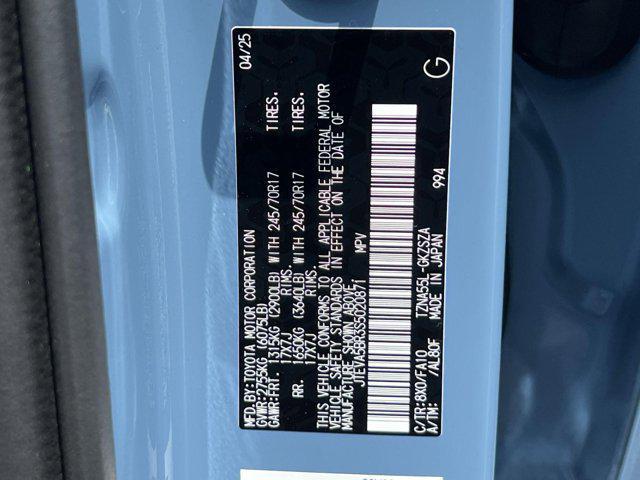 MFD.BY:TOYOTA MOTOR CORPORATION 04/25
GVWR:2755KG(6075LB)
GAWR:FRT. 1315KG(2900LB) WITH 245/70R17 TIRES.
17X7J RIMS.
RR. 1650KG(3640LB) WITH 245/70R17 TIRES.
17X7J RIMS.
THIS VEHICLE CONFORMS TO ALL APPLICABLE FEDERAL MOTOR
VEHICLE SAFETY STANDARDS IN EFFECT ON THE DATE OF
MANUFACTURE SHOWN ABOVE.
JTEVA5BR3S5020871 MPV
C/TR:8X0/FA10 TZNA55L-GKZSZA
A/TM: /AL80F MADE IN JAPAN 994
G